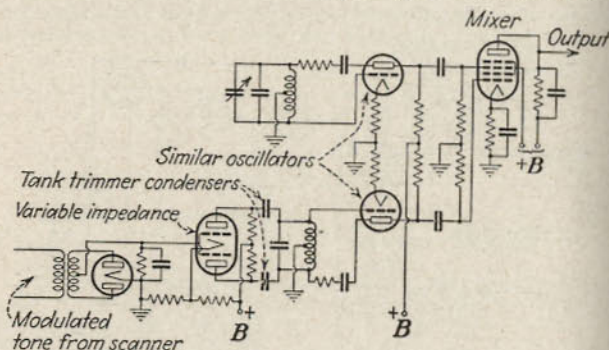 Mixer
Output
Similar oscillators
+B
Tank trimmer condensers
Variable impedance
+
B
+
B
Modulated
tone from scanner